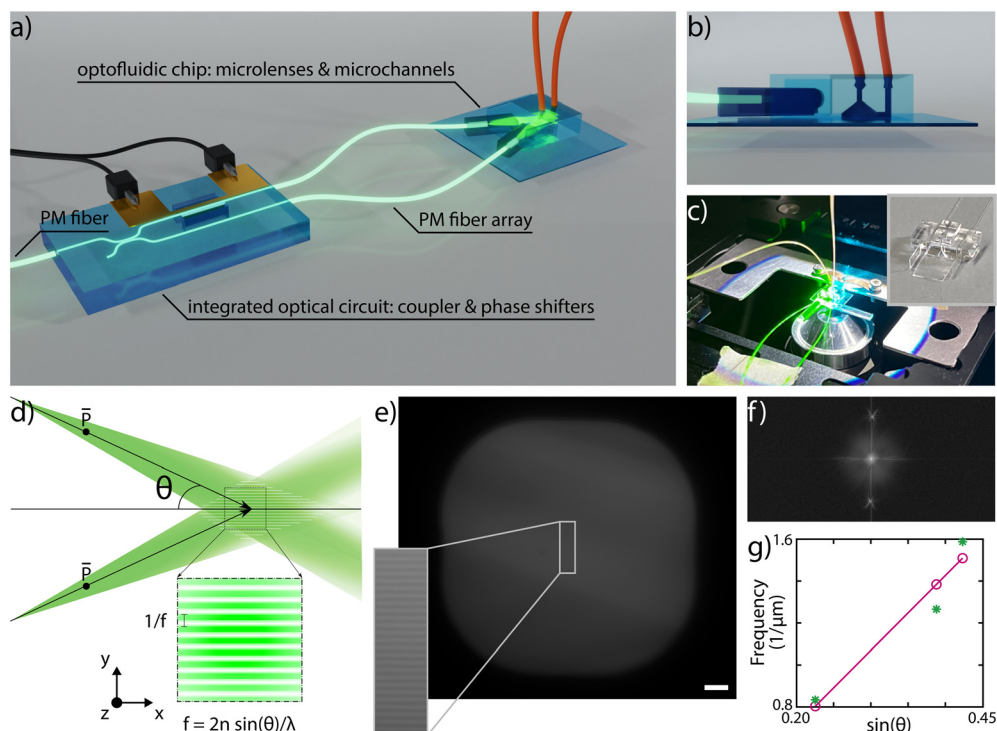 a)
optofluidic chip: microlenses & microchannels
PM fiber
PM fiber array
integrated optical circuit: coupler & phase shifters
b)
c)
d)
P̅
θ
P̅
1/f
y
z
x
f = 2n sin(θ)/λ
e)
f)
g)
1.6
Frequency
(1/μm)
0.8
0.20
0.45
sin(θ)